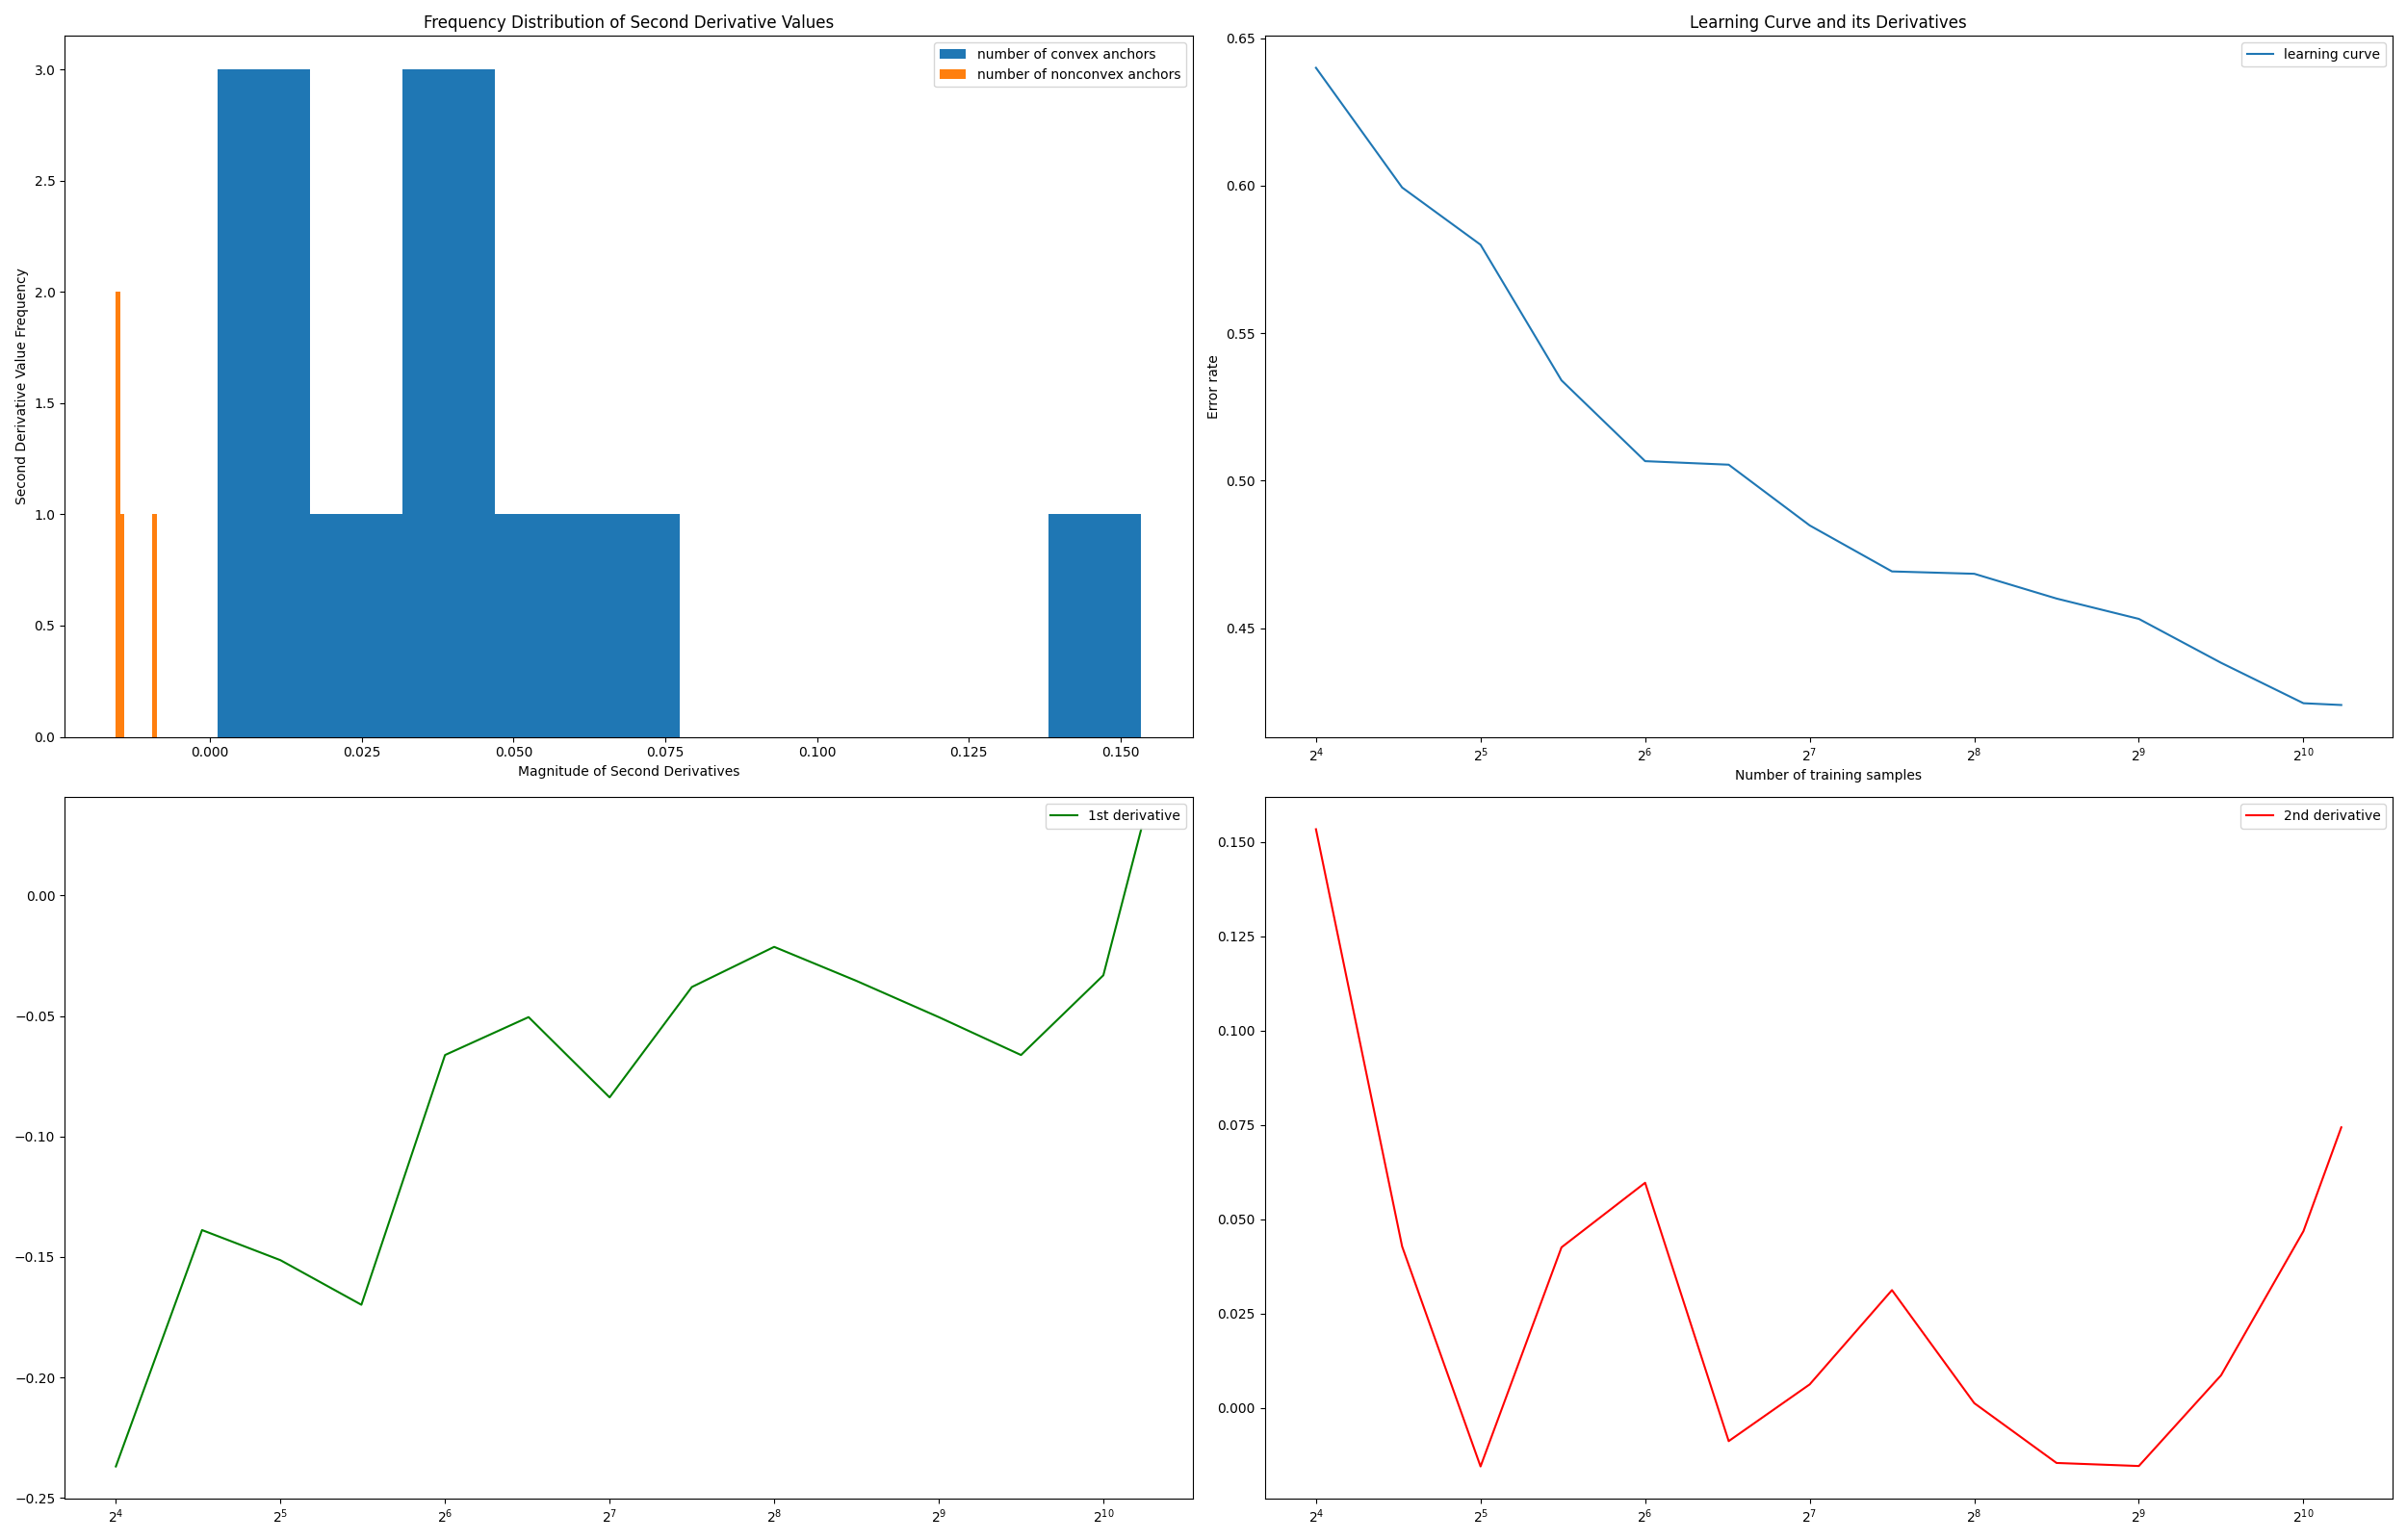 Frequency Distribution of Second Derivative Values
number of convex anchors
number of nonconvex anchors
Second Derivative Value Frequency
3.0
2.5
2.0
1.5
1.0
0.5
0.0
0.000 0.025 0.050 0.075 0.100 0.125 0.150
Magnitude of Second Derivatives
Learning Curve and its Derivatives
learning curve
Error rate
0.65
0.60
0.55
0.50
0.45
2^4 2^5 2^6 2^7 2^8 2^9 2^10
Number of training samples
1st derivative
0.00
−0.05
−0.10
−0.15
−0.20
−0.25
2^4 2^5 2^6 2^7 2^8 2^9 2^10
2nd derivative
0.150
0.125
0.100
0.075
0.050
0.025
0.000
2^4 2^5 2^6 2^7 2^8 2^9 2^10